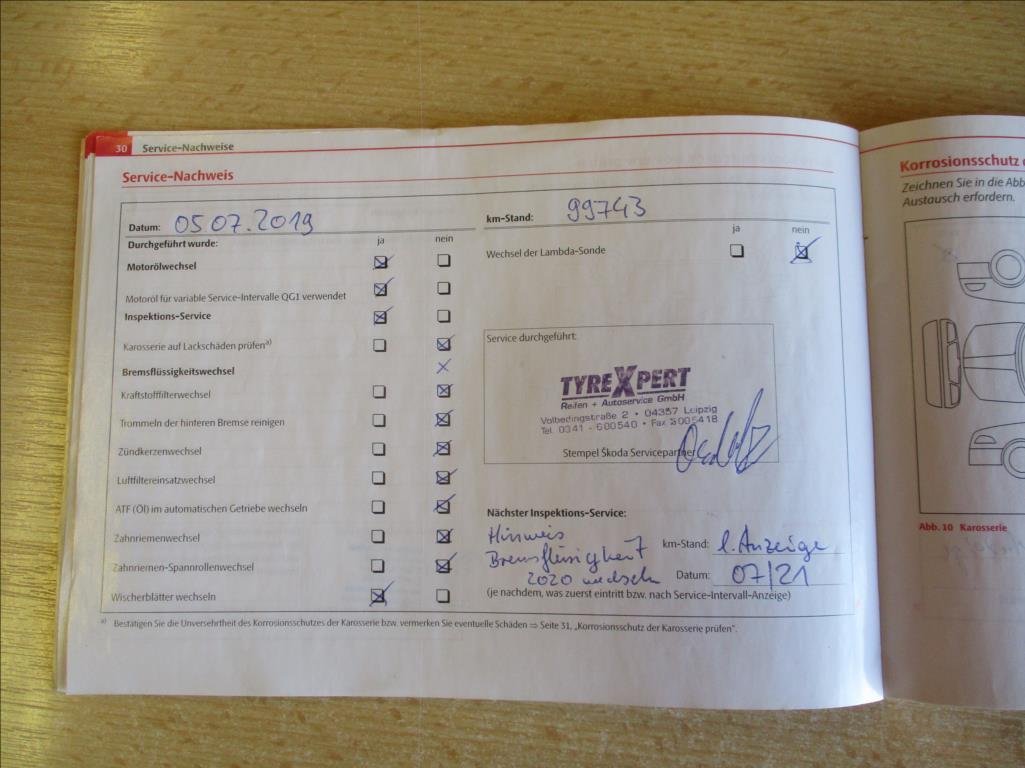 30 Service-Nachweise
Service-Nachweis
Datum: 05.07.2019
km-Stand: 99743
Durchgeführt wurde: ja nein
Motorölwechsel
Motoröl für variable Service-Intervalle QG1 verwendet
Inspektions-Service
Karosserie auf Lackschäden prüfen a)
Bremsflüssigkeitswechsel
Kraftstofffilterwechsel
Trommeln der hinteren Bremse reinigen
Zündkerzenwechsel
Luftfiltereinsatzwechsel
ATF (Öl) im automatischen Getriebe wechseln
Zahnriemenwechsel
Zahnriemen-Spannrollenwechsel
Wischerblätter wechseln
ja nein
Wechsel der Lambda-Sonde
Service durchgeführt:
TYREXPERT
Reifen + Autoservice GmbH
Volbedingstraße 2 • 04357 Leipzig
Tel. 0341 - 600540 • Fax 6005418
Stempel Škoda Servicepartner
Nächster Inspektions-Service:
Hinweis
Bremsflüssigkeit
2020 wechseln
km-Stand: l. Anzeige
Datum: 07/21
(je nachdem, was zuerst eintritt bzw. nach Service-Intervall-Anzeige)
a) Bestätigen Sie die Unversehrtheit des Korrosionsschutzes der Karosserie bzw. vermerken Sie eventuelle Schäden ⇒ Seite 31, „Korrosionsschutz der Karosserie prüfen“.
Korrosionsschutz
Zeichnen Sie in die Abb
Austausch erfordern.
Abb. 10 Karosserie